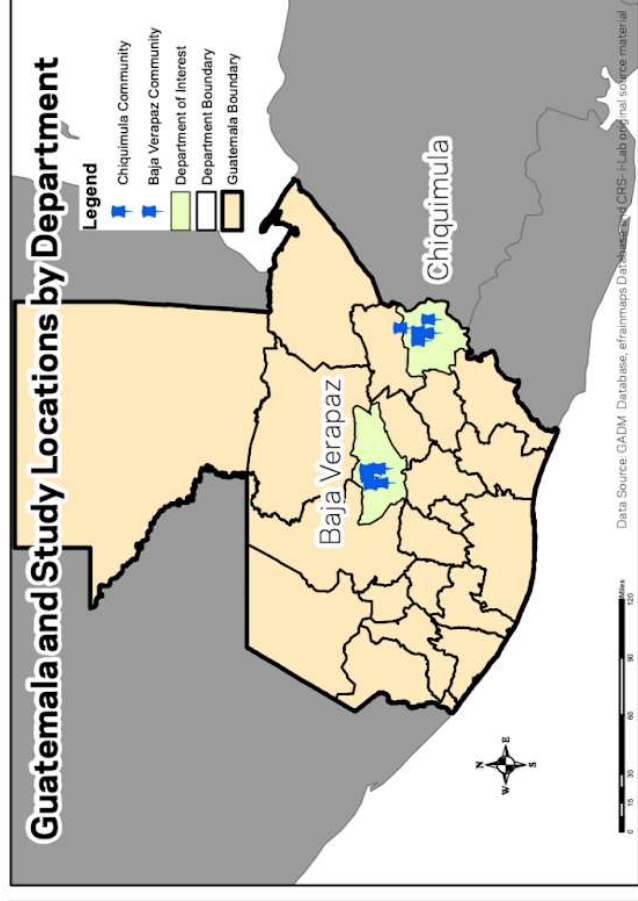 Guatemala and Study Locations by Department
Legend
Chiquimula Community
Baja Verapaz Community
Department of Interest
Department Boundary
Guatemala Boundary
Baja Verapaz
Chiquimula
N
W
E
S
0 15 30 60 90 120
Miles
Data Source: GADM Database, efrainmaps Database and CRS- i-Lab original source material